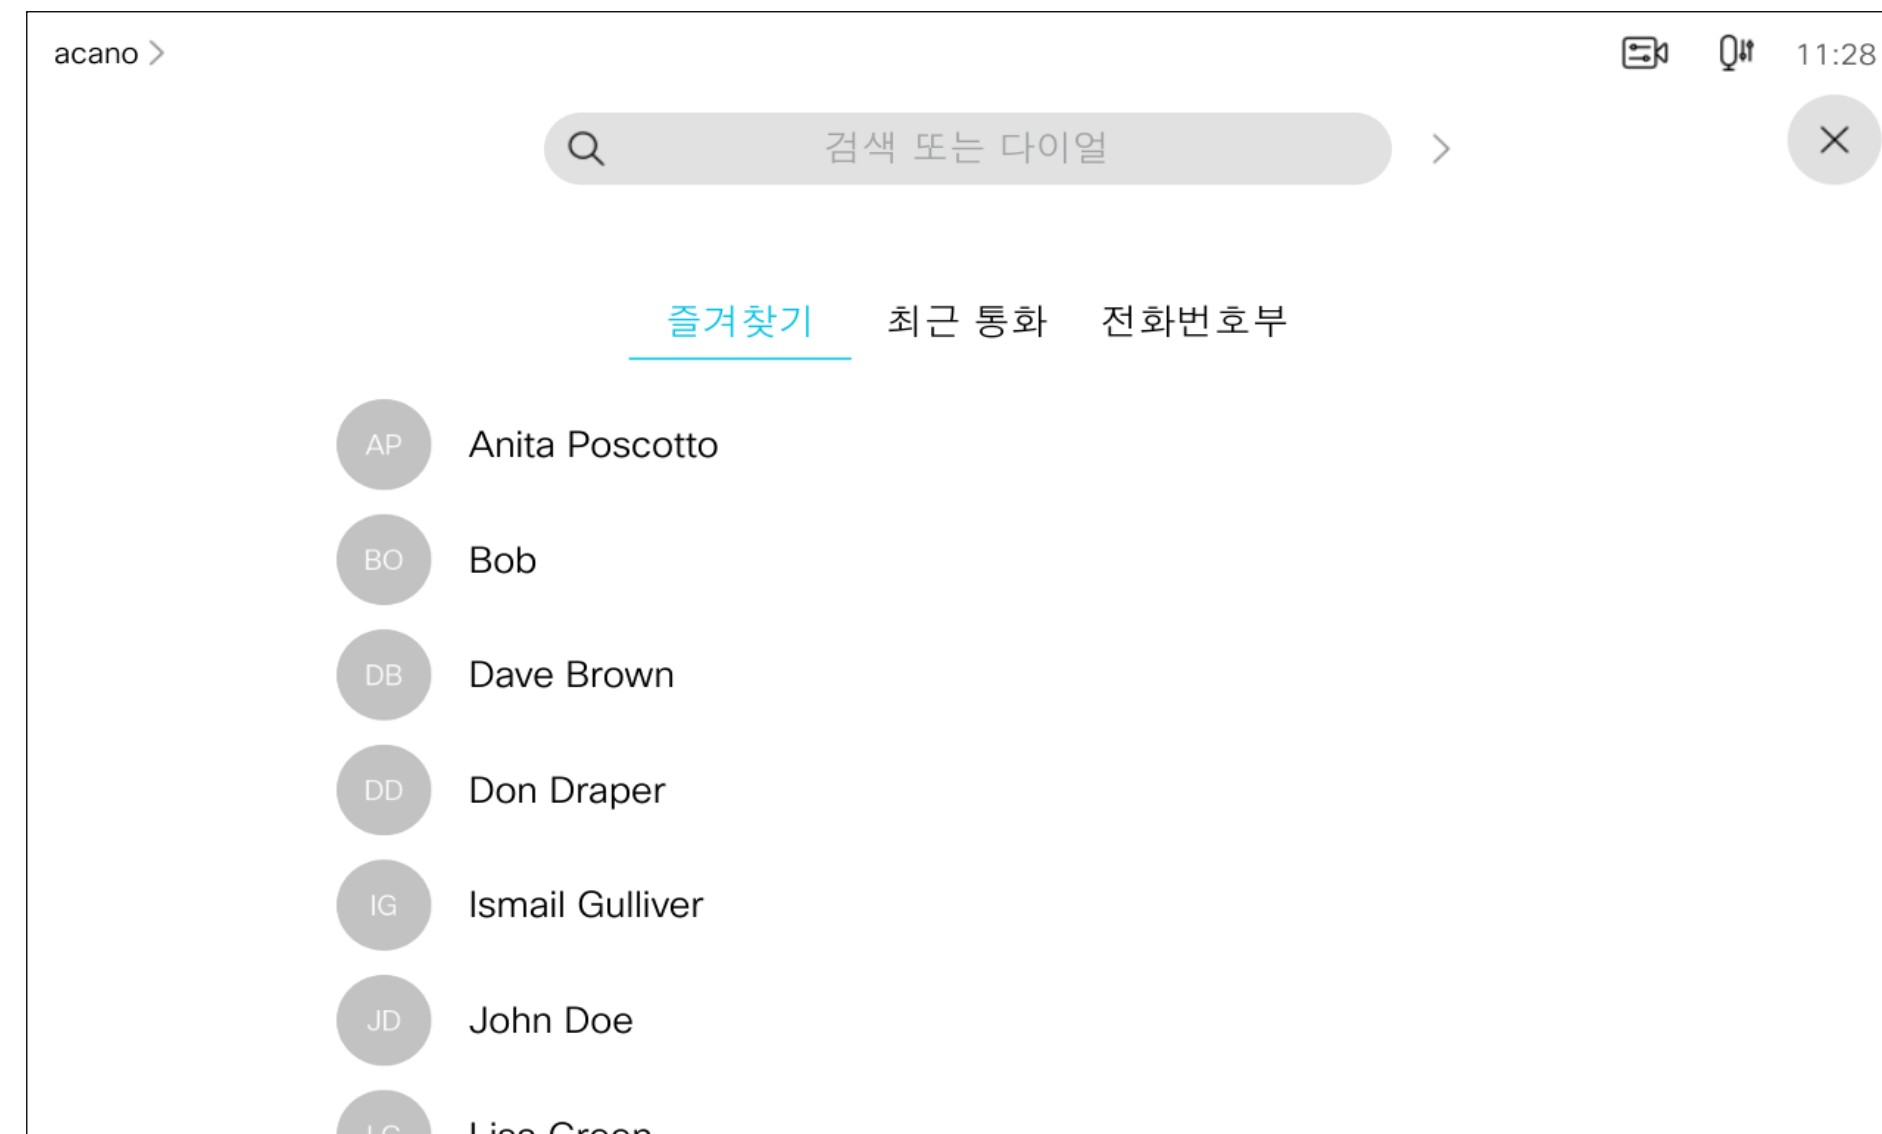 acano
11:28
검색 또는 다이얼
즐겨찾기 최근 통화 전화번호부
AP Anita Poscotto
BO Bob
DB Dave Brown
DD Don Draper
IG Ismail Gulliver
JD John Doe
Lisa Green